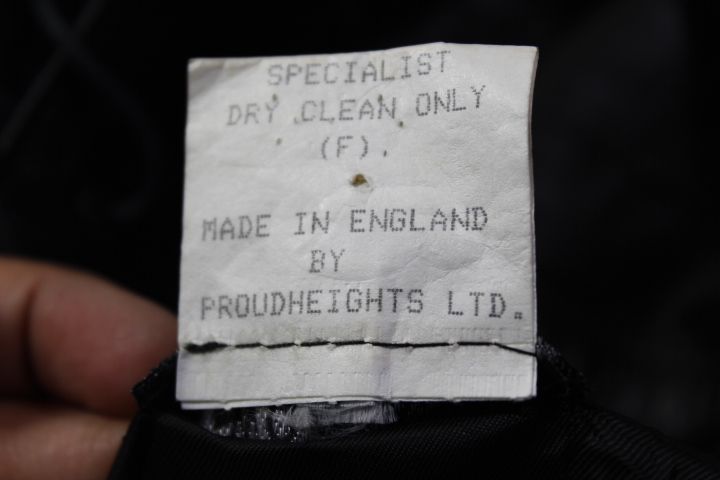 SPECIALIST
DRY CLEAN ONLY
(F).
MADE IN ENGLAND
BY
PROUDHEIGHTS LTD.